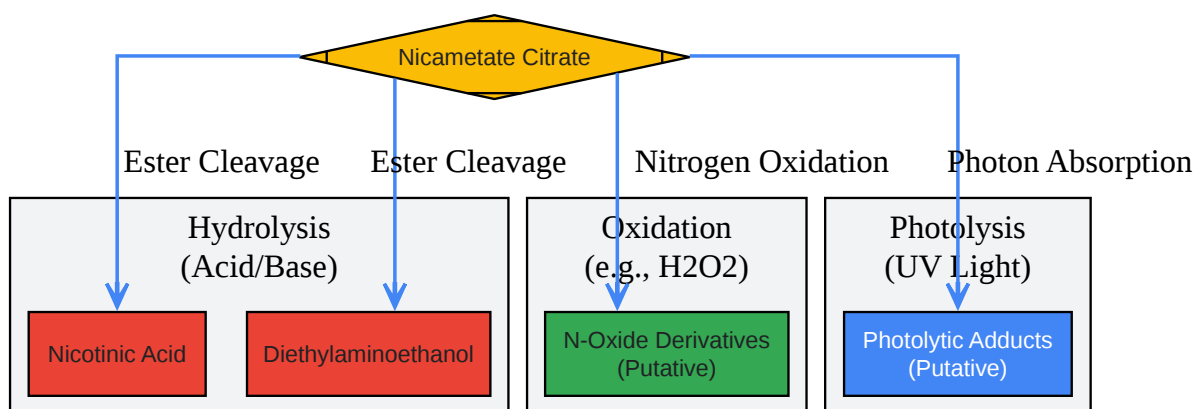 Nicametate Citrate
Ester Cleavage
Ester Cleavage
Nitrogen Oxidation
Photon Absorption
Hydrolysis
(Acid/Base)
Oxidation
(e.g., H2O2)
Photolysis
(UV Light)
Nicotinic Acid
Diethylaminoethanol
N-Oxide Derivatives
(Putative)
Photolytic Adducts
(Putative)